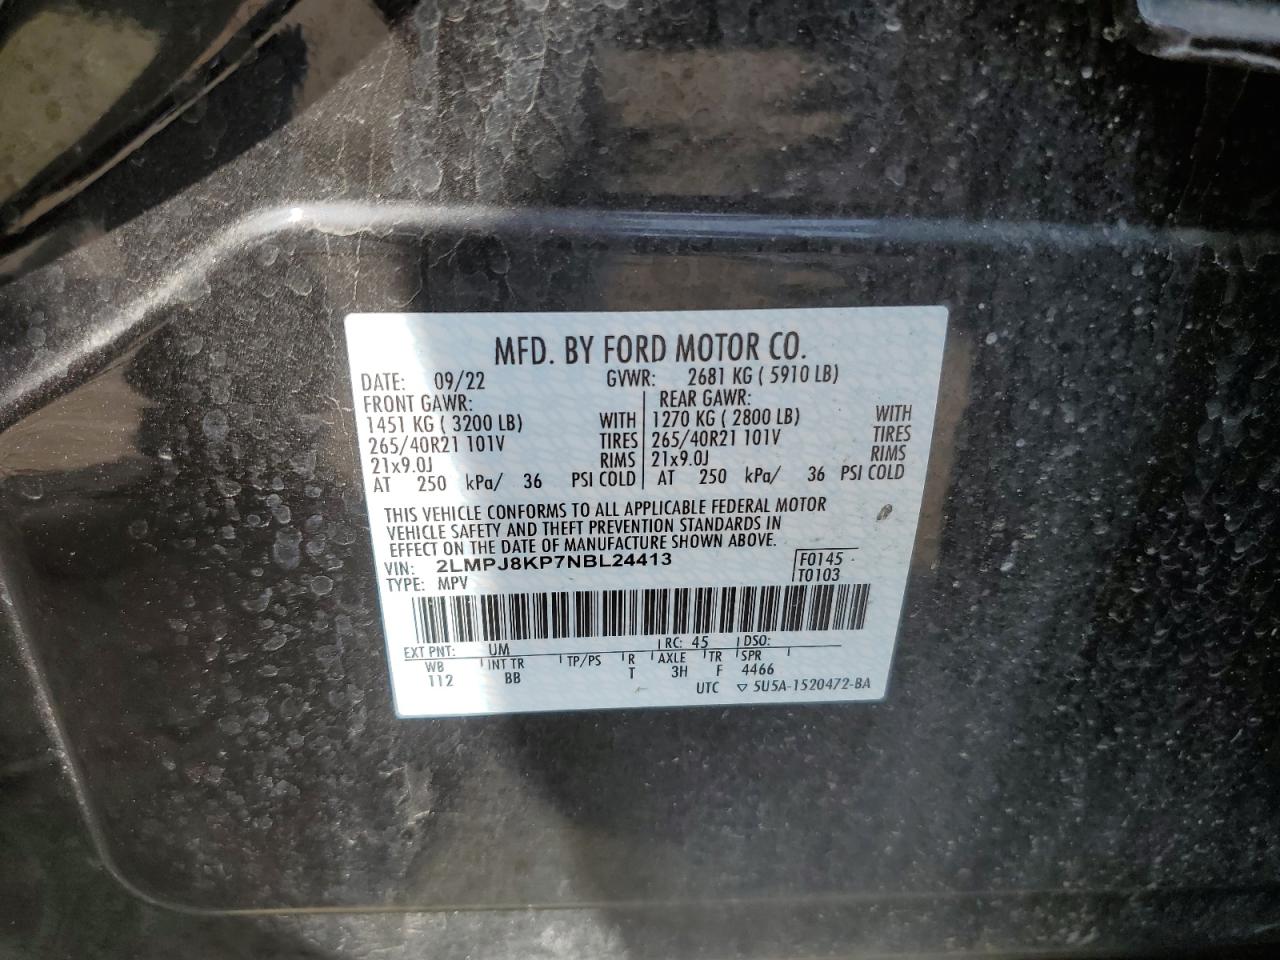 MFD. BY FORD MOTOR CO.
DATE: 09/22 GVWR: 2681 KG ( 5910 LB)
FRONT GAWR: REAR GAWR:
1451 KG ( 3200 LB) WITH 1270 KG ( 2800 LB) WITH
265/40R21 101V TIRES 265/40R21 101V TIRES
21x9.0J RIMS 21x9.0J RIMS
AT 250 kPa/ 36 PSI COLD AT 250 kPa/ 36 PSI COLD
THIS VEHICLE CONFORMS TO ALL APPLICABLE FEDERAL MOTOR
VEHICLE SAFETY AND THEFT PREVENTION STANDARDS IN
EFFECT ON THE DATE OF MANUFACTURE SHOWN ABOVE.
VIN: 2LMPJ8KP7NBL24413 F0145
TYPE: MPV T0103
EXT PNT: UM RC: 45 DSO:
WB INT TR TP/PS R AXLE TR SPR
112 BB T 3H F 4466
UTC ▽ 5U5A-1520472-BA